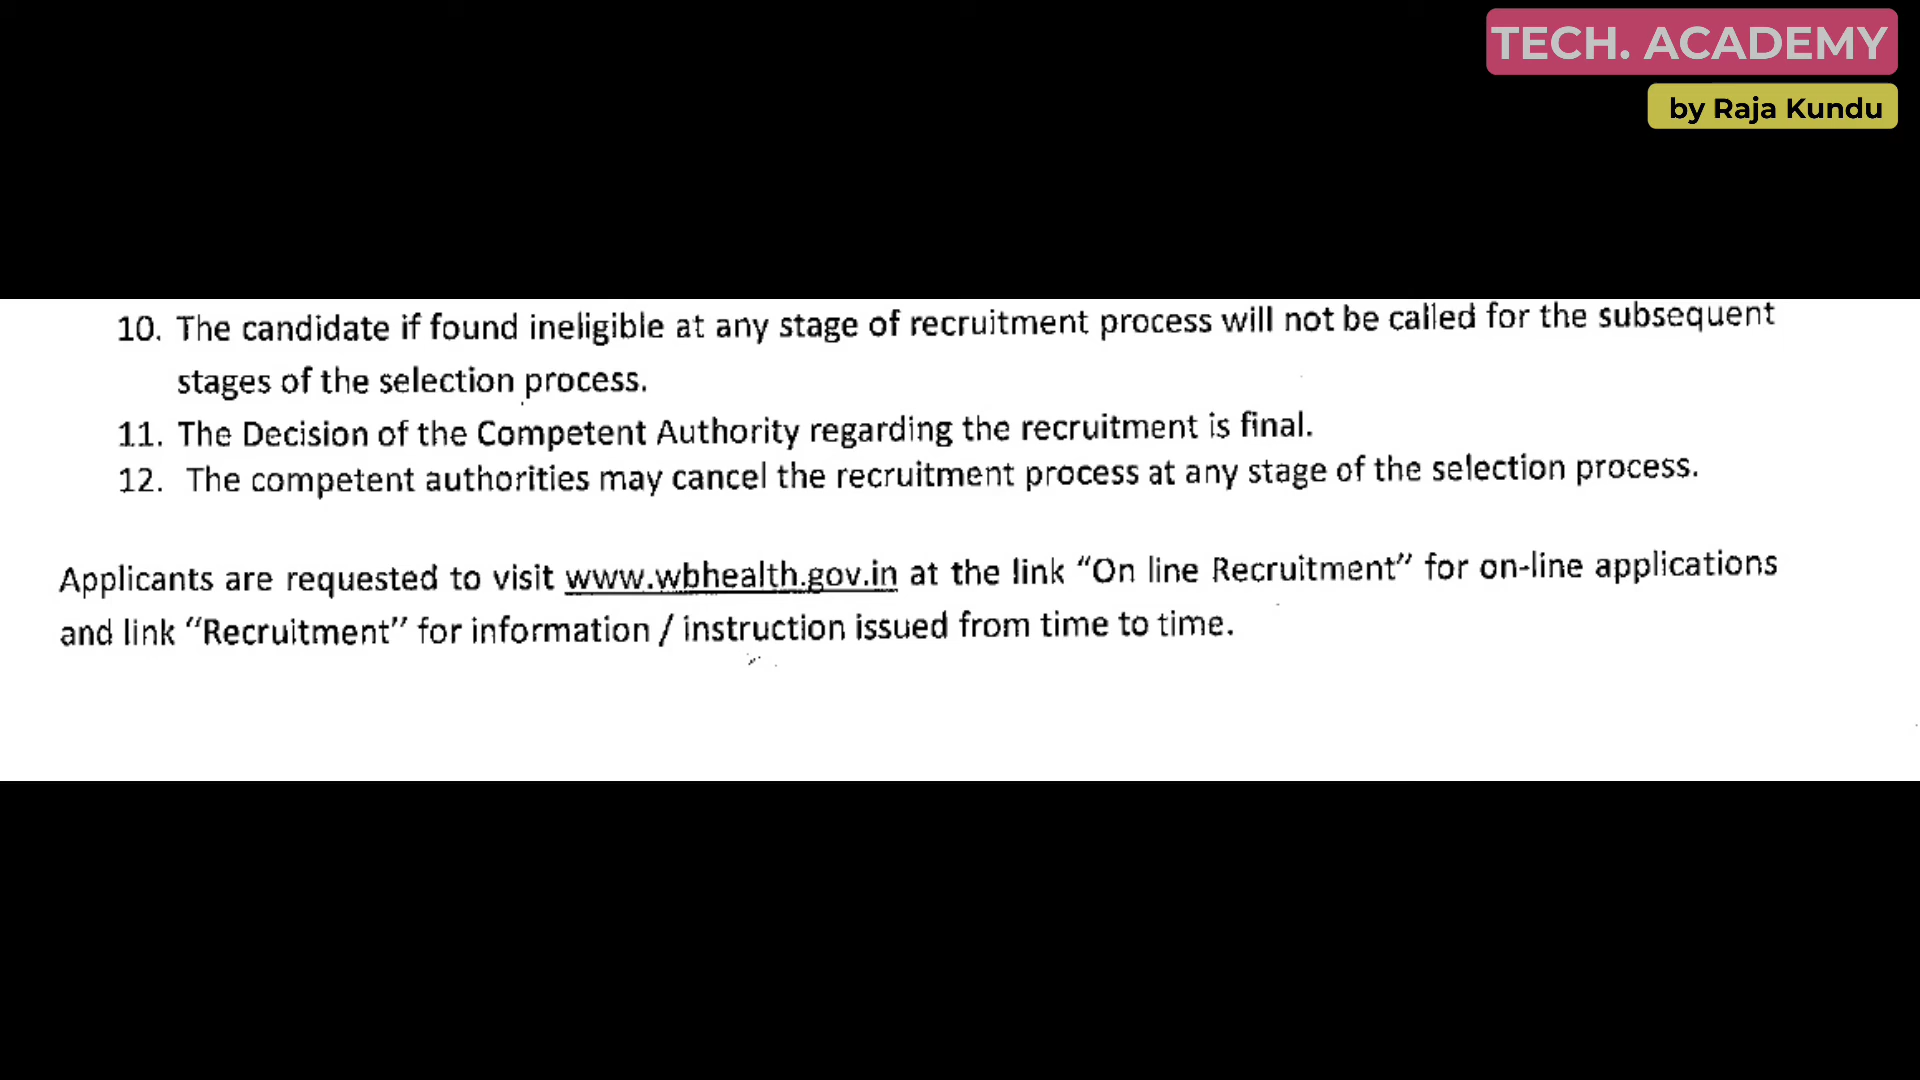 TECH. ACADEMY
by Raja Kundu
10. The candidate if found ineligible at any stage of recruitment process will not be called for the subsequent
stages of the selection process.
11. The Decision of the Competent Authority regarding the recruitment is final.
12. The competent authorities may cancel the recruitment process at any stage of the selection process.
Applicants are requested to visit www.wbhealth.gov.in at the link “On line Recruitment” for on-line applications
and link “Recruitment” for information / instruction issued from time to time.